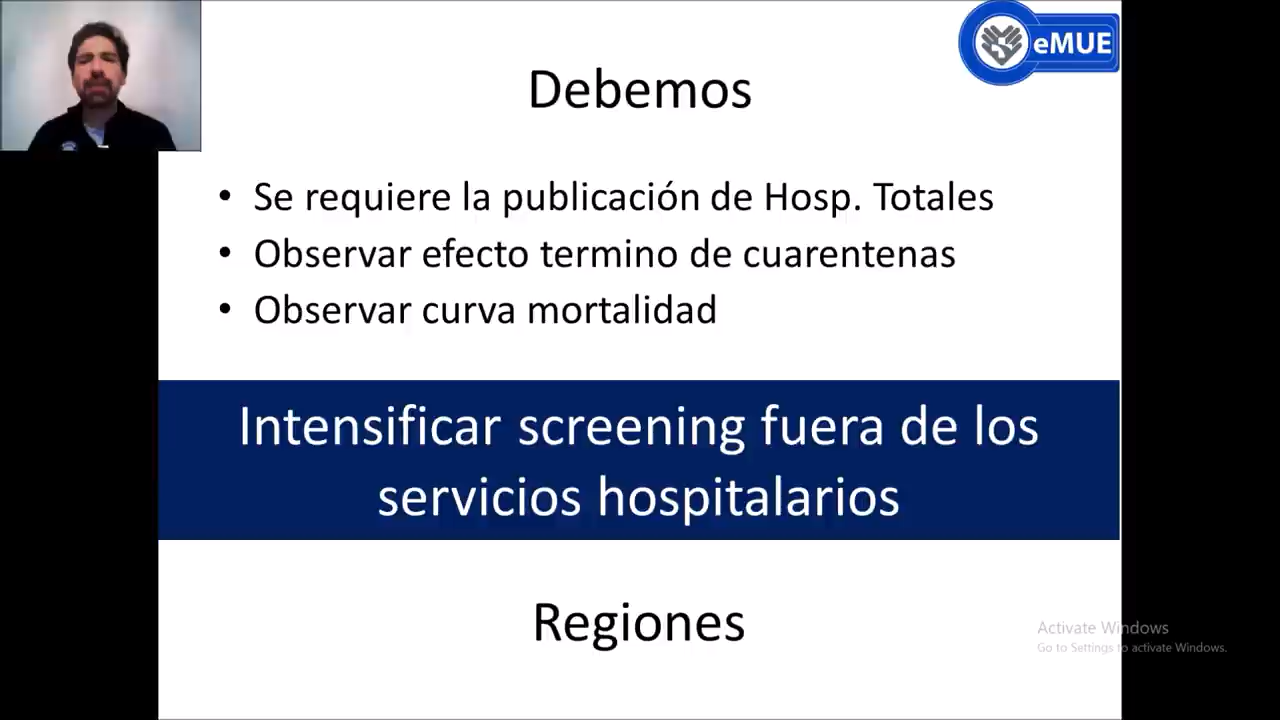 eMUE
Debemos
• Se requiere la publicación de Hosp. Totales
• Observar efecto termino de cuarentenas
• Observar curva mortalidad
Intensificar screening fuera de los
servicios hospitalarios
Regiones
Activate Windows
Go to Settings to activate Windows.